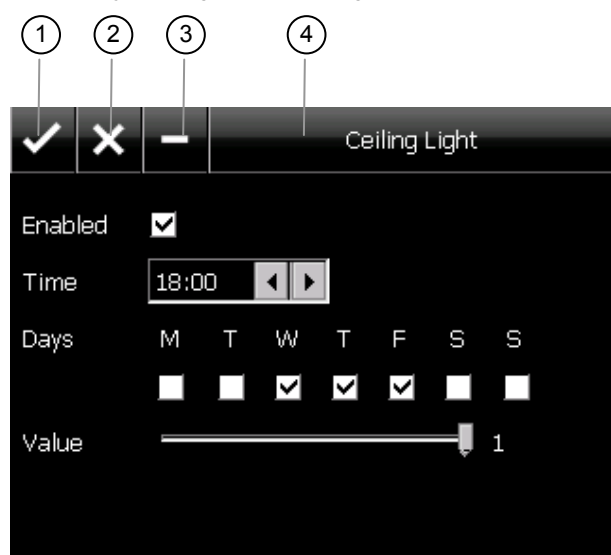 1 2 3 4
Ceiling Light
Enabled
Time 18:00
Days M T W T F S S
Value 1